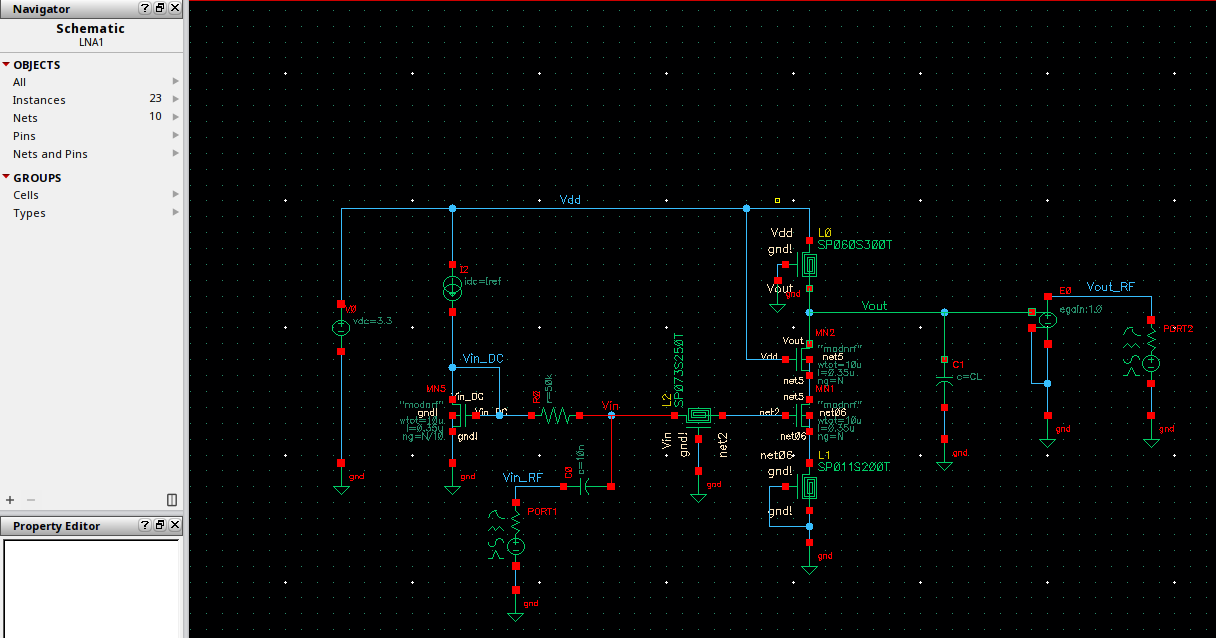 Navigator
Schematic
LNA1
OBJECTS
All
Instances 23
Nets 10
Pins
Nets and Pins
GROUPS
Cells
Types
Property Editor
Vdd
I2
idc=Iref
V0
vdc=3.3
gnd
Vin_DC
MN5
Vin_DC
"modnrf"
gnd!
Vin_DC
wtot=10u
l=0.35u
ng=N/10
gnd!
gnd
R0
r=50k
Vin
C0
c=10n
Vin_RF
PORT1
gnd
L2
SP073S250T
Vin
gnd!
net2
gnd
Vdd
gnd!
L0
SP060S300T
Vout
gnd
Vout
MN2
Vout
"modnrf"
Vdd
net5
wtot=10u
l=0.35u
net5
ng=N
MN1
net5
"modnrf"
net2
net06
wtot=10u
l=0.35u
net06
ng=N
net06
L1
gnd!
SP011S200T
gnd!
gnd
C1
c=CL
gnd
E0
egain:1.0
Vout_RF
gnd
PORT2
gnd